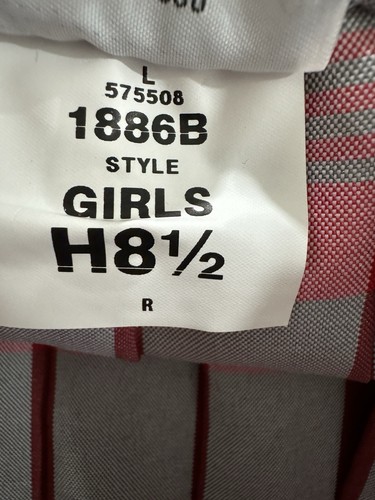 L
575508
1886B
STYLE
GIRLS
H8½
R